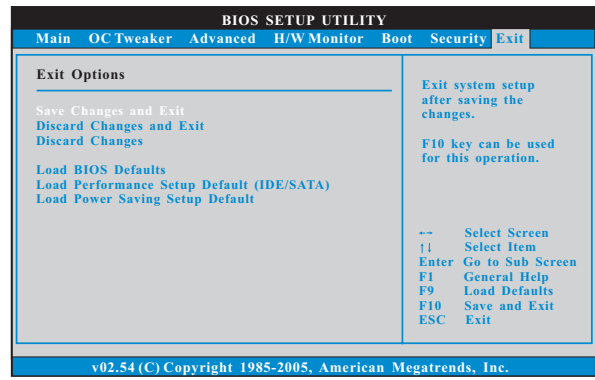 BIOS SETUP UTILITY
Main OC Tweaker Advanced H/W Monitor Boot Security Exit
Exit Options
Save Changes and Exit
Discard Changes and Exit
Discard Changes
Load BIOS Defaults
Load Performance Setup Default (IDE/SATA)
Load Power Saving Setup Default
Exit system setup
after saving the
changes.
F10 key can be used
for this operation.
←→ Select Screen
↑↓ Select Item
Enter Go to Sub Screen
F1 General Help
F9 Load Defaults
F10 Save and Exit
ESC Exit
v02.54 (C) Copyright 1985-2005, American Megatrends, Inc.